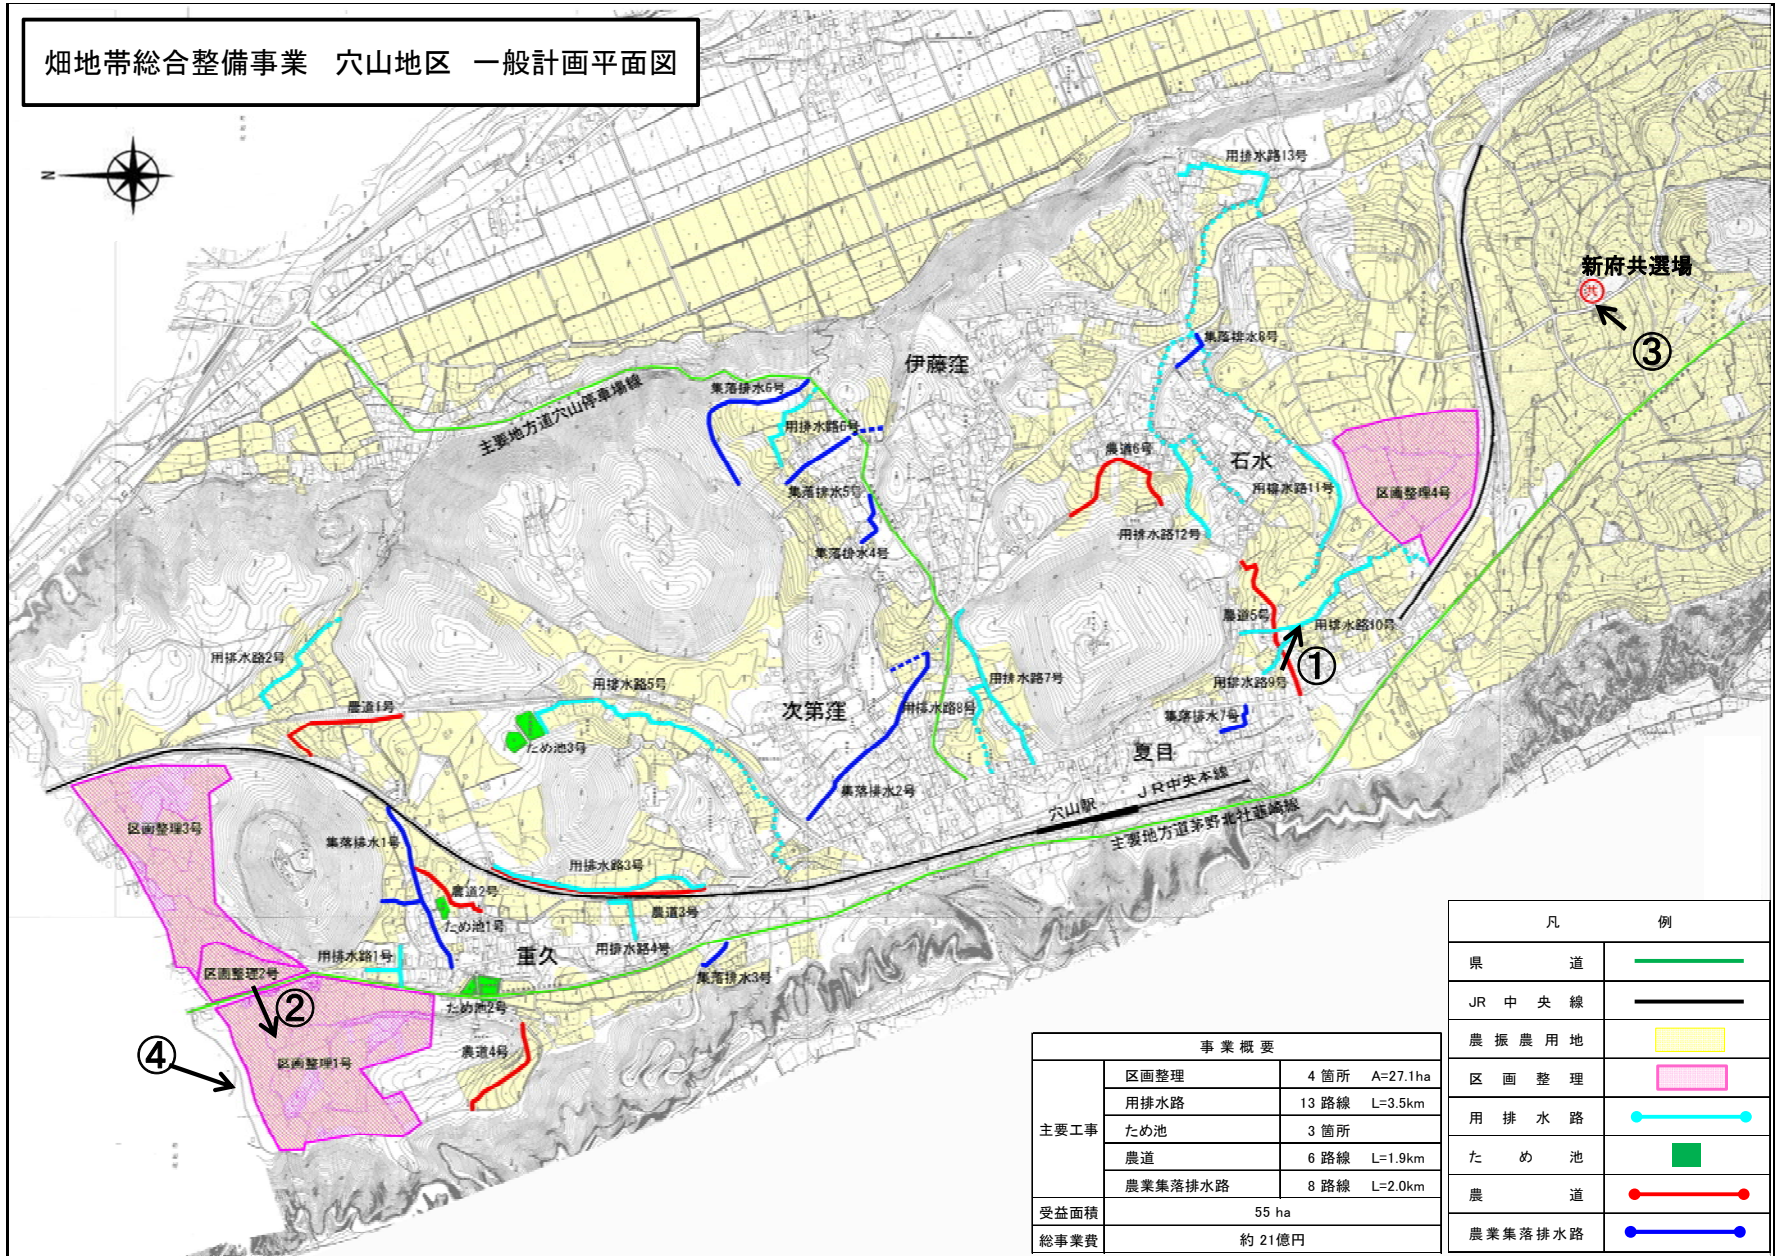 畑地帯総合整備事業　穴山地区　一般計画平面図
N
用排水路13号
新府共選場
共
③
集落排水8号
伊藤窪
主要地方道穴山停車場線
集落排水6号
用排水路6号
農道6号
石水
集落排水5号
用排水路11号
区画整理4号
集落排水4号
用排水路12号
農道5号
用排水路10号
①
用排水路2号
用排水路7号
用排水路9号
用排水路5号
農道1号
次第窪
用排水路8号
集落排水7号
ため池3号
夏目
集落排水2号
JR中央本線
穴山駅
主要地方道茅野北杜韮崎線
区画整理3号
集落排水1号
用排水路3号
農道2号
農道3号
ため池1号
用排水路1号
重久
用排水路4号
区画整理2号
集落排水3号
②
ため池2号
④
区画整理1号
農道4号
事業概要
主要工事
区画整理 4 箇所 A=27.1ha
用排水路 13 路線 L=3.5km
ため池 3 箇所
農道 6 路線 L=1.9km
農業集落排水路 8 路線 L=2.0km
受益面積 55 ha
総事業費 約 21億円
凡例
県道
JR中央線
農振農用地
区画整理
用排水路
ため池
農道
農業集落排水路